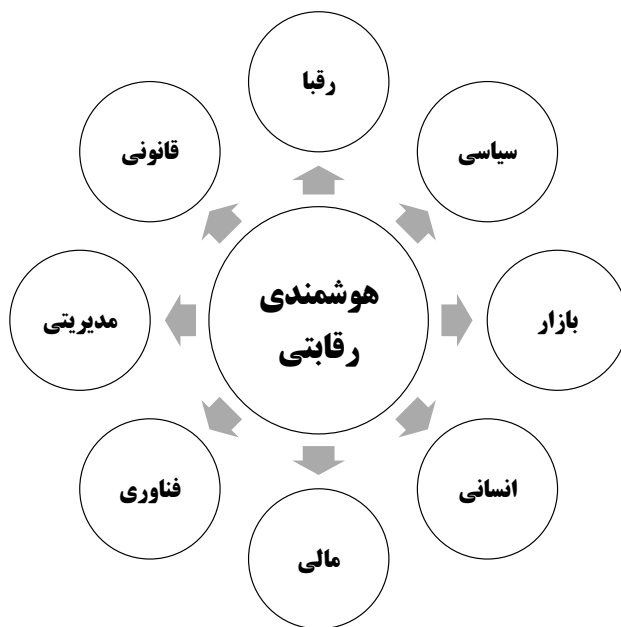 رقبا
سیاسی
قانونی
هوشمندی
رقابتی
بازار
مدیریتی
انسانی
فناوری
مالی